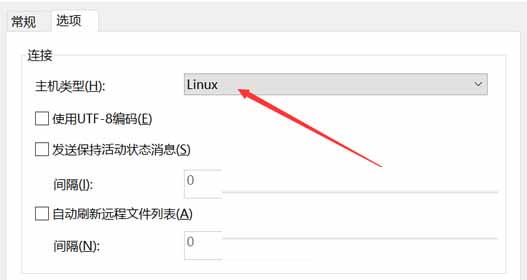 常规 选项
连接
主机类型(H): Linux
使用UTF-8编码(E)
发送保持活动状态消息(S)
间隔(I): 0
自动刷新远程文件列表(A)
间隔(N): 0